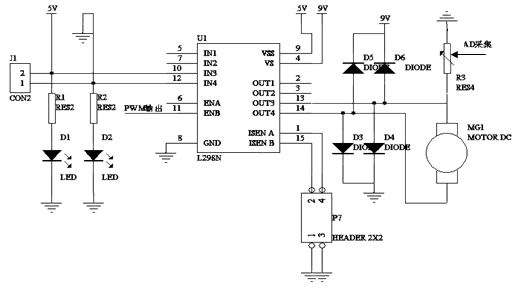 5V
5V
9V
9V
U1
J1
2
1
CON2
5
7
10
12
6
11
8
IN1
IN2
IN3
IN4
ENA
ENB
GND
VSS
VS
OUT1
OUT2
OUT3
OUT4
ISEN A
ISEN B
9
4
2
3
13
14
1
15
L298N
PWM输出
R1
RES2
R2
RES2
D1
LED
D2
LED
D5
DIODE
D6
DIODE
D3
DIODE
D4
DIODE
AD采集
R3
RES4
MG1
MOTOR DC
2
4
1
3
P7
HEADER 2X2